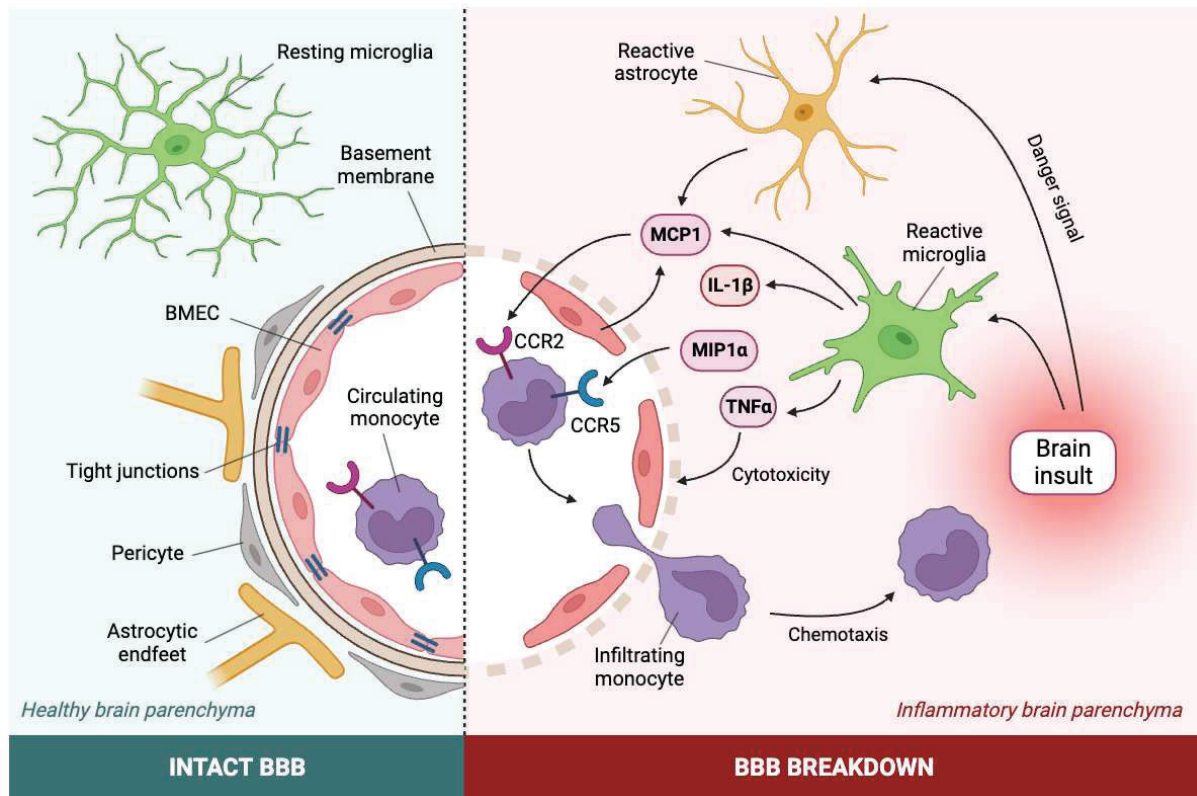 Resting microglia
Basement
membrane
BMEC
Circulating
monocyte
Tight junctions
Pericyte
Astrocytic
endfeet
Healthy brain parenchyma
INTACT BBB
Reactive
astrocyte
Danger signal
MCP1
Reactive
microglia
IL-1β
CCR2
MIP1α
CCR5
TNFα
Cytotoxicity
Brain
insult
Chemotaxis
Infiltrating
monocyte
Inflammatory brain parenchyma
BBB BREAKDOWN